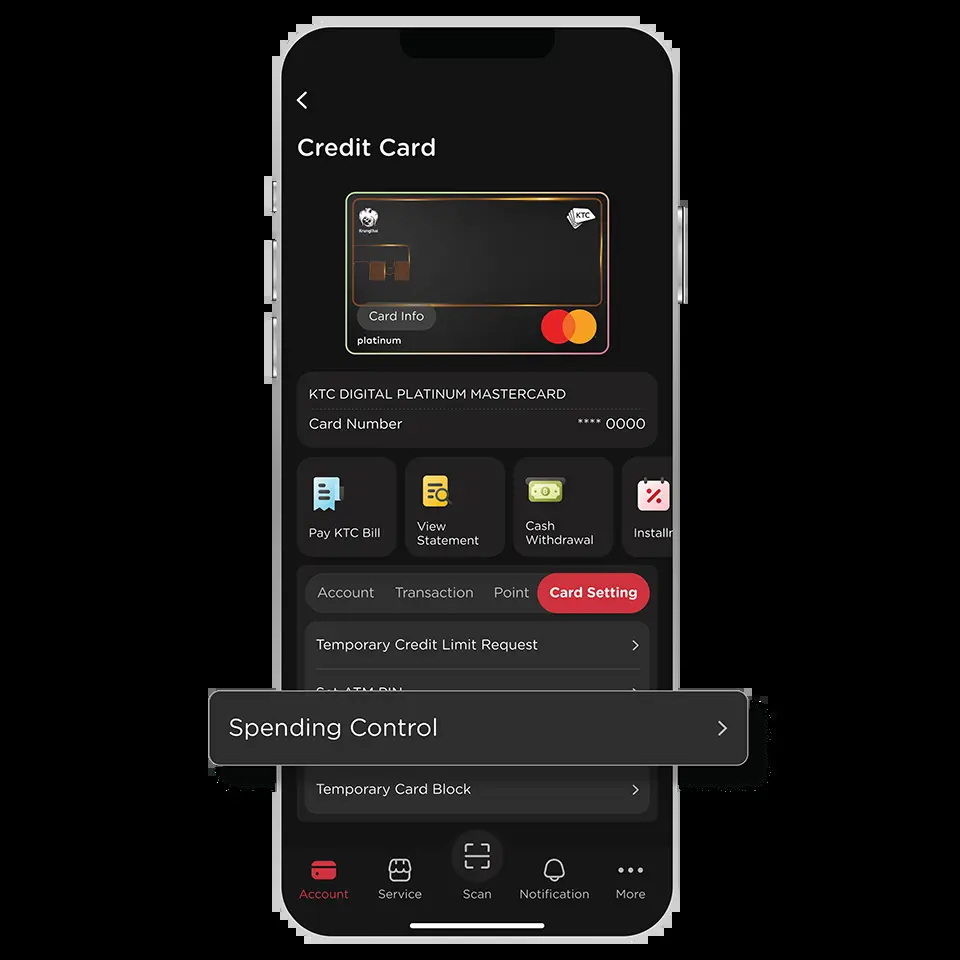 Credit Card
Krungthai
KTC
Card Info
platinum
KTC DIGITAL PLATINUM MASTERCARD
Card Number **** 0000
Pay KTC Bill
View
Statement
Cash
Withdrawal
Installr
Account Transaction Point Card Setting
Temporary Credit Limit Request
Set ATM PIN
Spending Control
Temporary Card Block
Account Service Scan Notification More